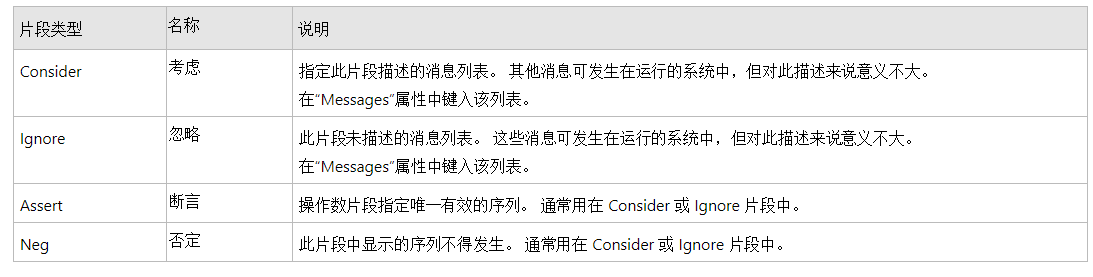 片段类型 名称 说明
Consider 考虑 指定此片段描述的消息列表。 其他消息可发生在运行的系统中，但对此描述来说意义不大。
在“Messages”属性中键入该列表。
Ignore 忽略 此片段未描述的消息列表。 这些消息可发生在运行的系统中，但对此描述来说意义不大。
在“Messages”属性中键入该列表。
Assert 断言 操作数片段指定唯一有效的序列。 通常用在 Consider 或 Ignore 片段中。
Neg 否定 此片段中显示的序列不得发生。 通常用在 Consider 或 Ignore 片段中。